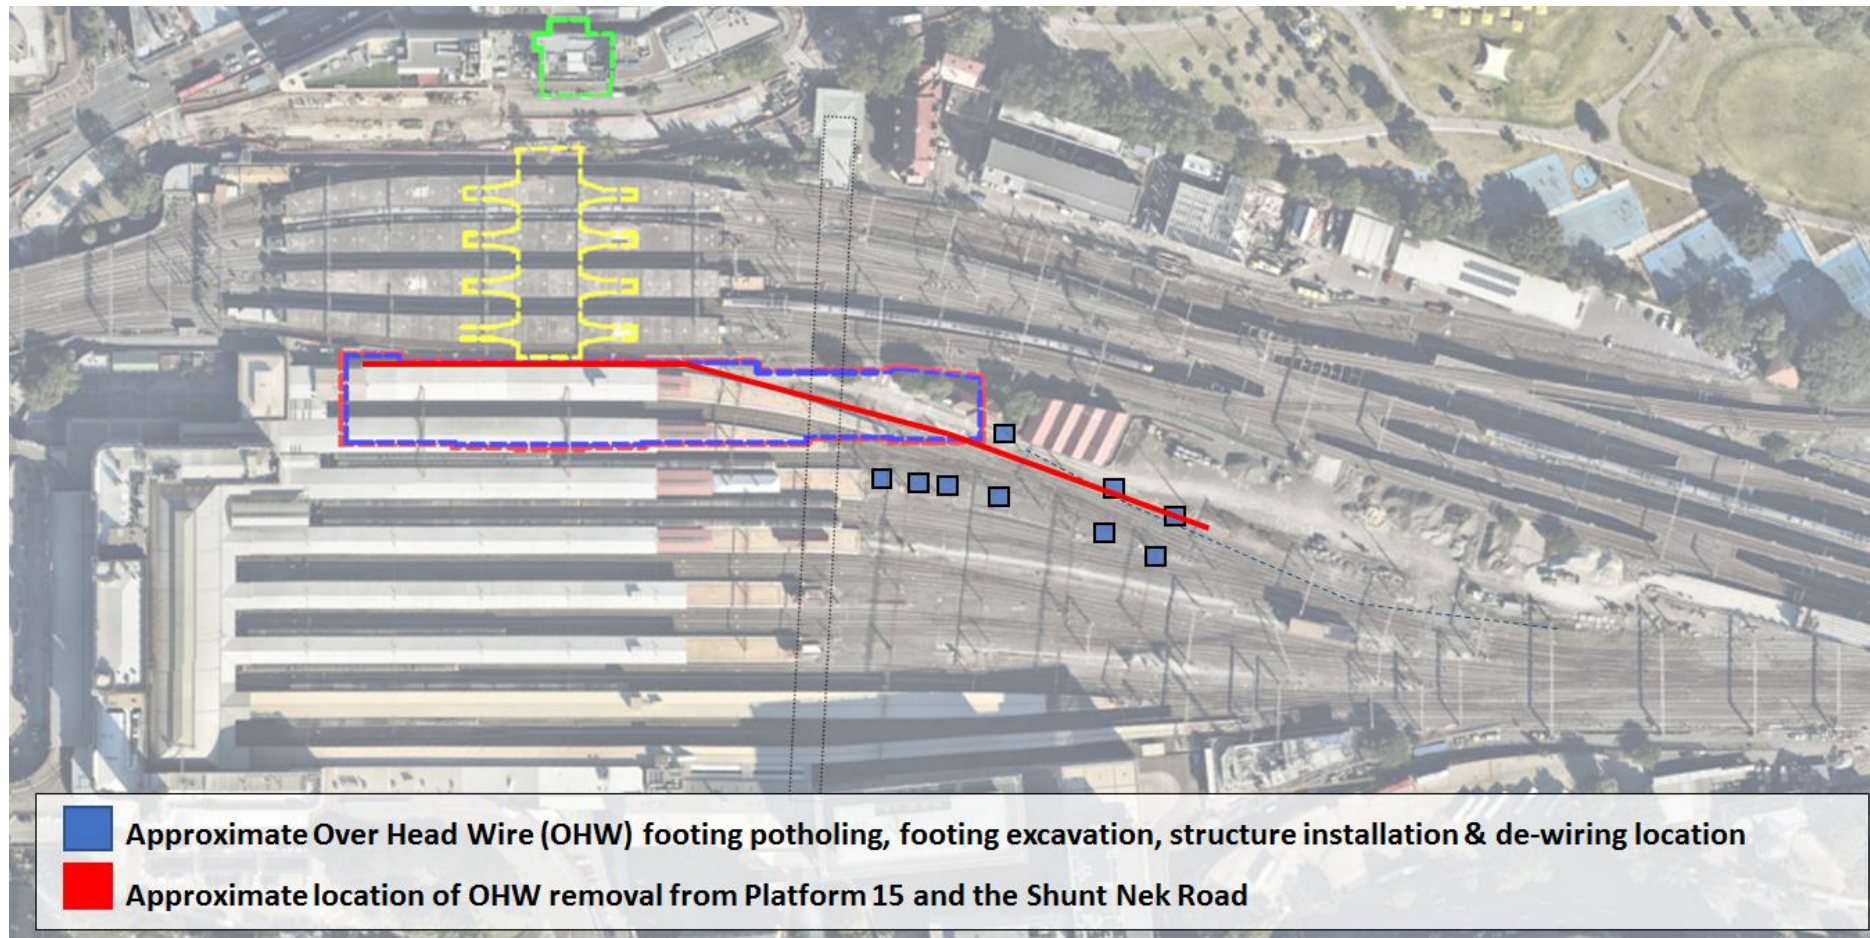 Approximate Over Head Wire (OHW) footing potholing, footing excavation, structure installation & de-wiring location
Approximate location of OHW removal from Platform 15 and the Shunt Nek Road